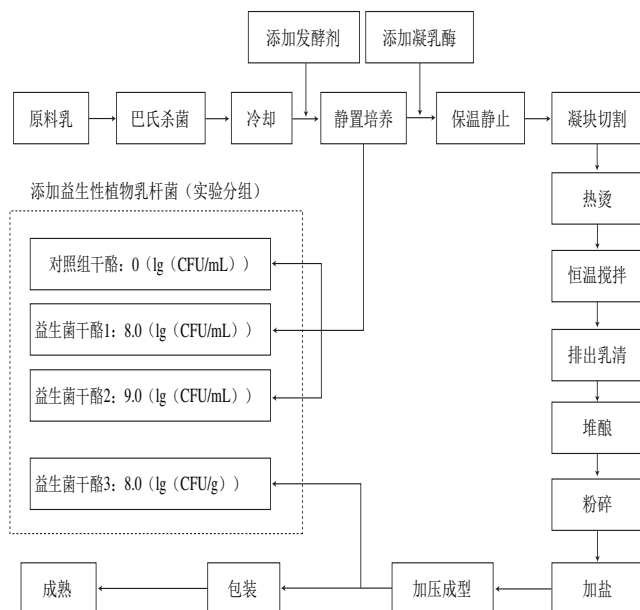 添加发酵剂
添加凝乳酶
原料乳
巴氏杀菌
冷却
静置培养
保温静止
凝块切割
添加益生性植物乳杆菌（实验分组）
热烫
对照组干酪：0（lg（CFU/mL））
恒温搅拌
益生菌干酪1：8.0（lg（CFU/mL））
排出乳清
益生菌干酪2：9.0（lg（CFU/mL））
堆酿
益生菌干酪3：8.0（lg（CFU/g））
粉碎
成熟
包装
加压成型
加盐